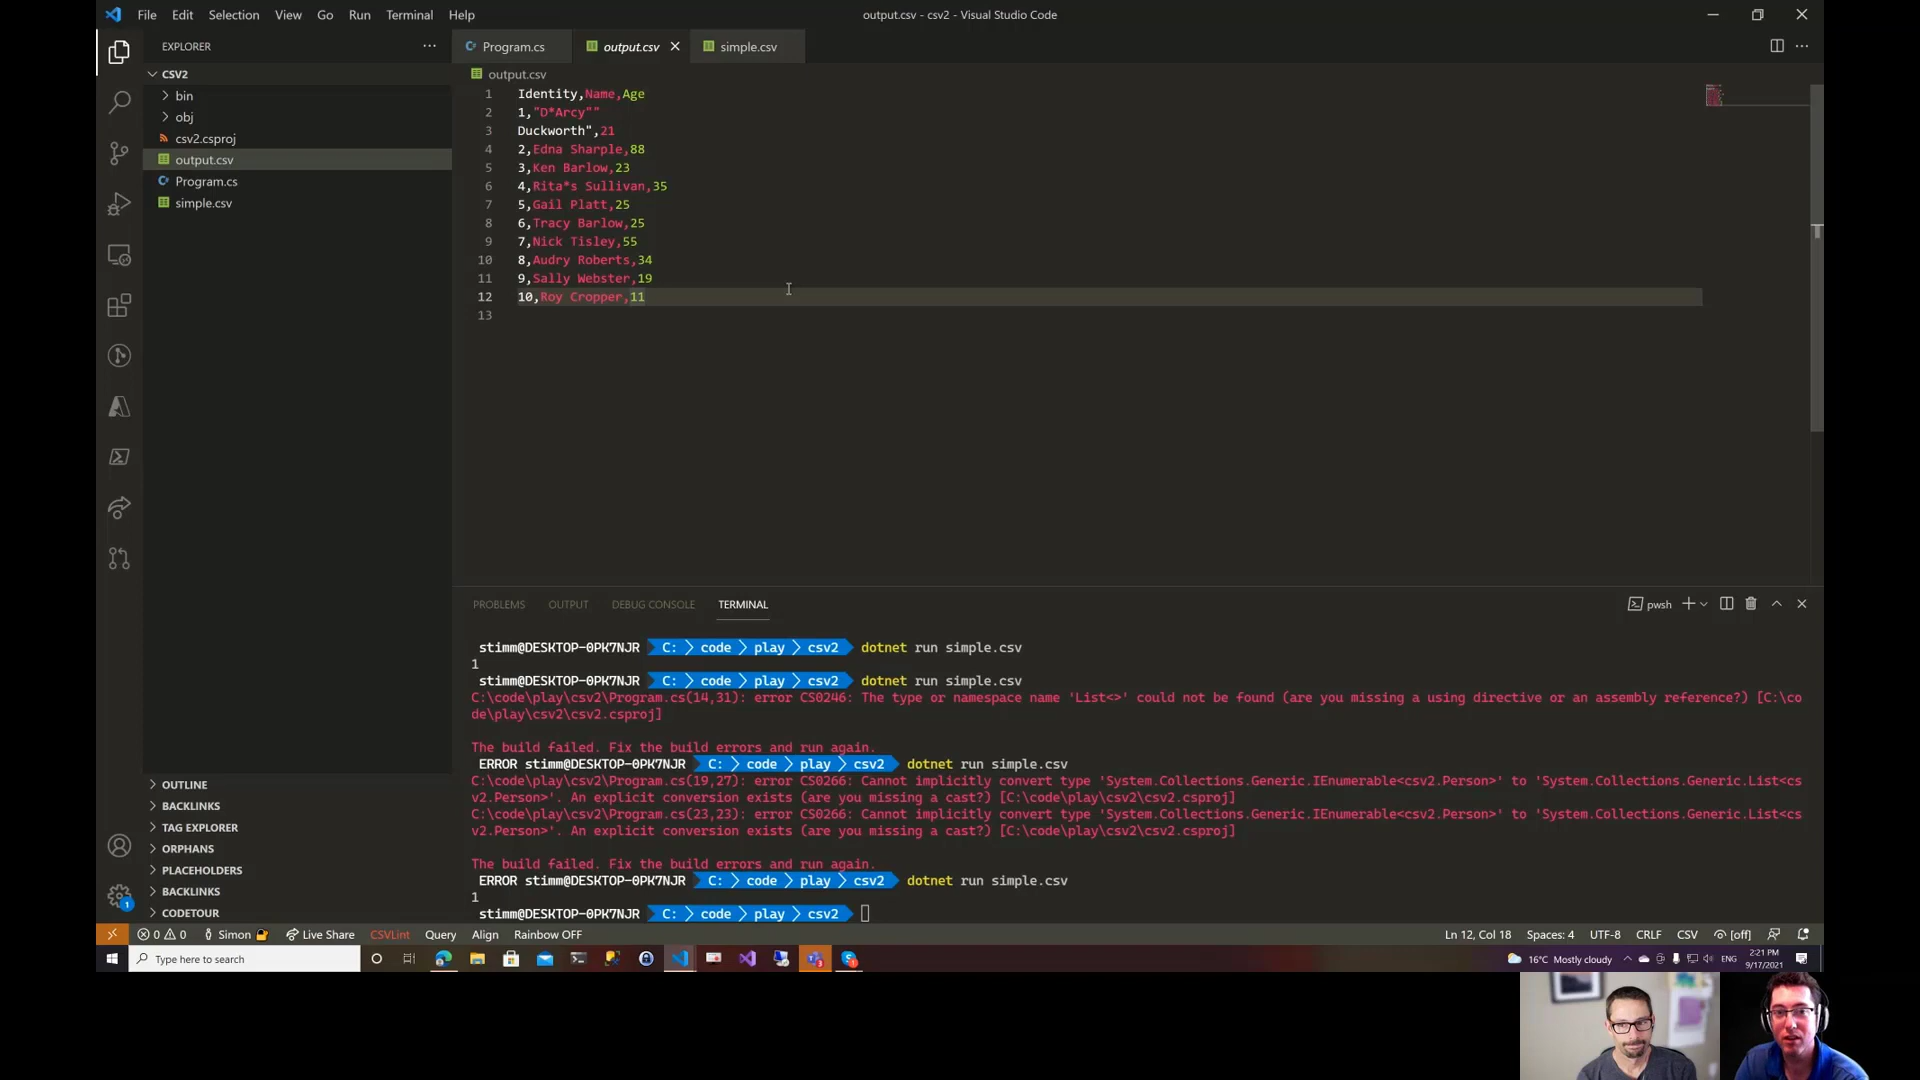 File Edit Selection View Go Run Terminal Help
output.csv - csv2 - Visual Studio Code
EXPLORER
CSV2
bin
obj
csv2.csproj
output.csv
Program.cs
simple.csv
OUTLINE
BACKLINKS
TAG EXPLORER
ORPHANS
PLACEHOLDERS
BACKLINKS
CODETOUR
Program.cs output.csv simple.csv
output.csv
1 Identity,Name,Age
2 1,"D*Arcy""
3 Duckworth",21
4 2,Edna Sharple,88
5 3,Ken Barlow,23
6 4,Rita*s Sullivan,35
7 5,Gail Platt,25
8 6,Tracy Barlow,25
9 7,Nick Tisley,55
10 8,Audry Roberts,34
11 9,Sally Webster,19
12 10,Roy Cropper,11
13
PROBLEMS OUTPUT DEBUG CONSOLE TERMINAL
pwsh
stimm@DESKTOP-0PK7NJR C: code play csv2 dotnet run simple.csv
1
stimm@DESKTOP-0PK7NJR C: code play csv2 dotnet run simple.csv
C:\code\play\csv2\Program.cs(14,31): error CS0246: The type or namespace name 'List<>' could not be found (are you missing a using directive or an assembly reference?) [C:\co
de\play\csv2\csv2.csproj]
The build failed. Fix the build errors and run again.
ERROR stimm@DESKTOP-0PK7NJR C: code play csv2 dotnet run simple.csv
C:\code\play\csv2\Program.cs(19,27): error CS0266: Cannot implicitly convert type 'System.Collections.Generic.IEnumerable<csv2.Person>' to 'System.Collections.Generic.List<cs
v2.Person>'. An explicit conversion exists (are you missing a cast?) [C:\code\play\csv2\csv2.csproj]
C:\code\play\csv2\Program.cs(23,23): error CS0266: Cannot implicitly convert type 'System.Collections.Generic.IEnumerable<csv2.Person>' to 'System.Collections.Generic.List<cs
v2.Person>'. An explicit conversion exists (are you missing a cast?) [C:\code\play\csv2\csv2.csproj]
The build failed. Fix the build errors and run again.
ERROR stimm@DESKTOP-0PK7NJR C: code play csv2 dotnet run simple.csv
1
stimm@DESKTOP-0PK7NJR C: code play csv2
1
0 0 Simon Live Share CSVLint Query Align Rainbow OFF
Ln 12, Col 18 Spaces: 4 UTF-8 CRLF CSV [off]
Type here to search
16°C Mostly cloudy ENG 2:21 PM
9/17/2021